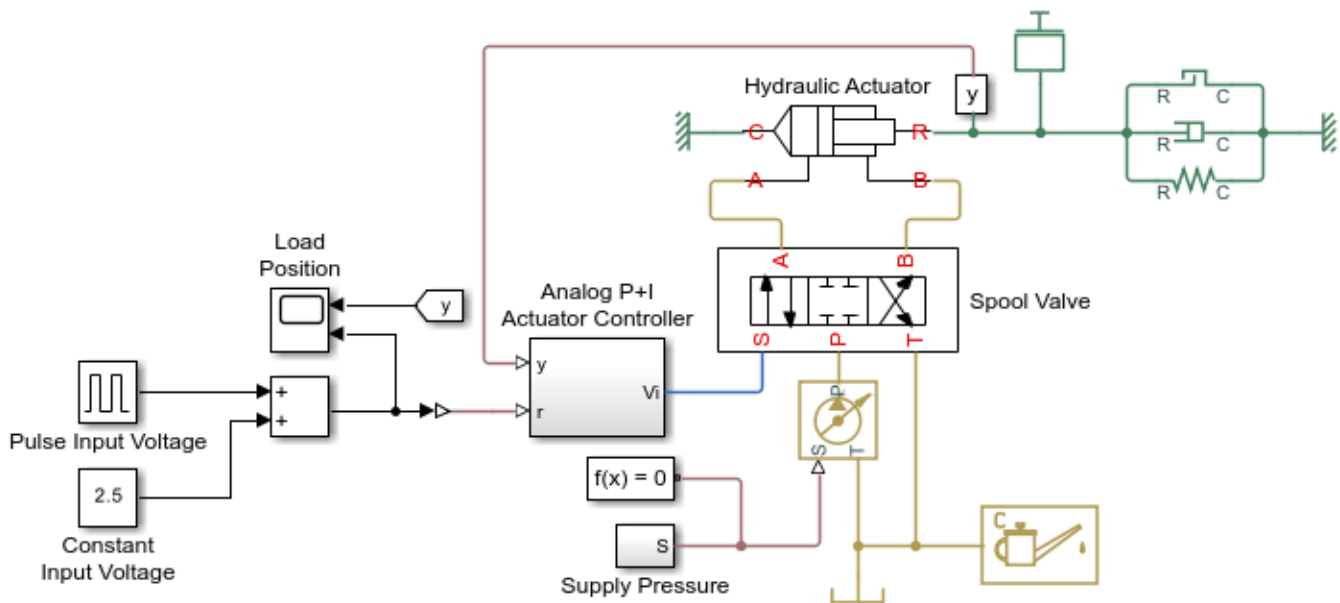 Hydraulic Actuator
y
R C
C R
R C
A B
R C
A B
Load
Position
y
Analog P+I
Actuator Controller
Spool Valve
S P T
y
Vi
r
+
+
Pulse Input Voltage
P
S T
f(x) = 0
2.5
C
S
Constant
Input Voltage
Supply Pressure